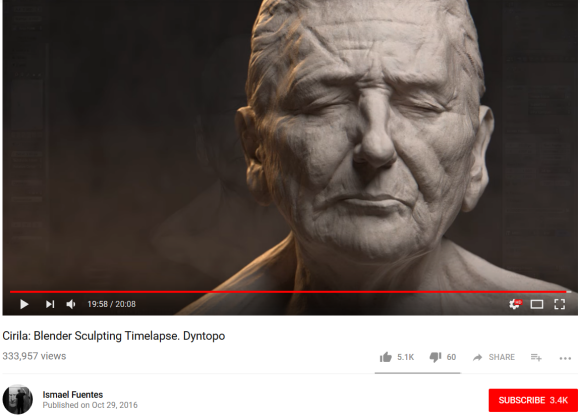 19:58 / 20:08
HD
Cirila: Blender Sculpting Timelapse. Dyntopo
333,957 views
5.1K 60 SHARE
Ismael Fuentes
Published on Oct 29, 2016
SUBSCRIBE 3.4K